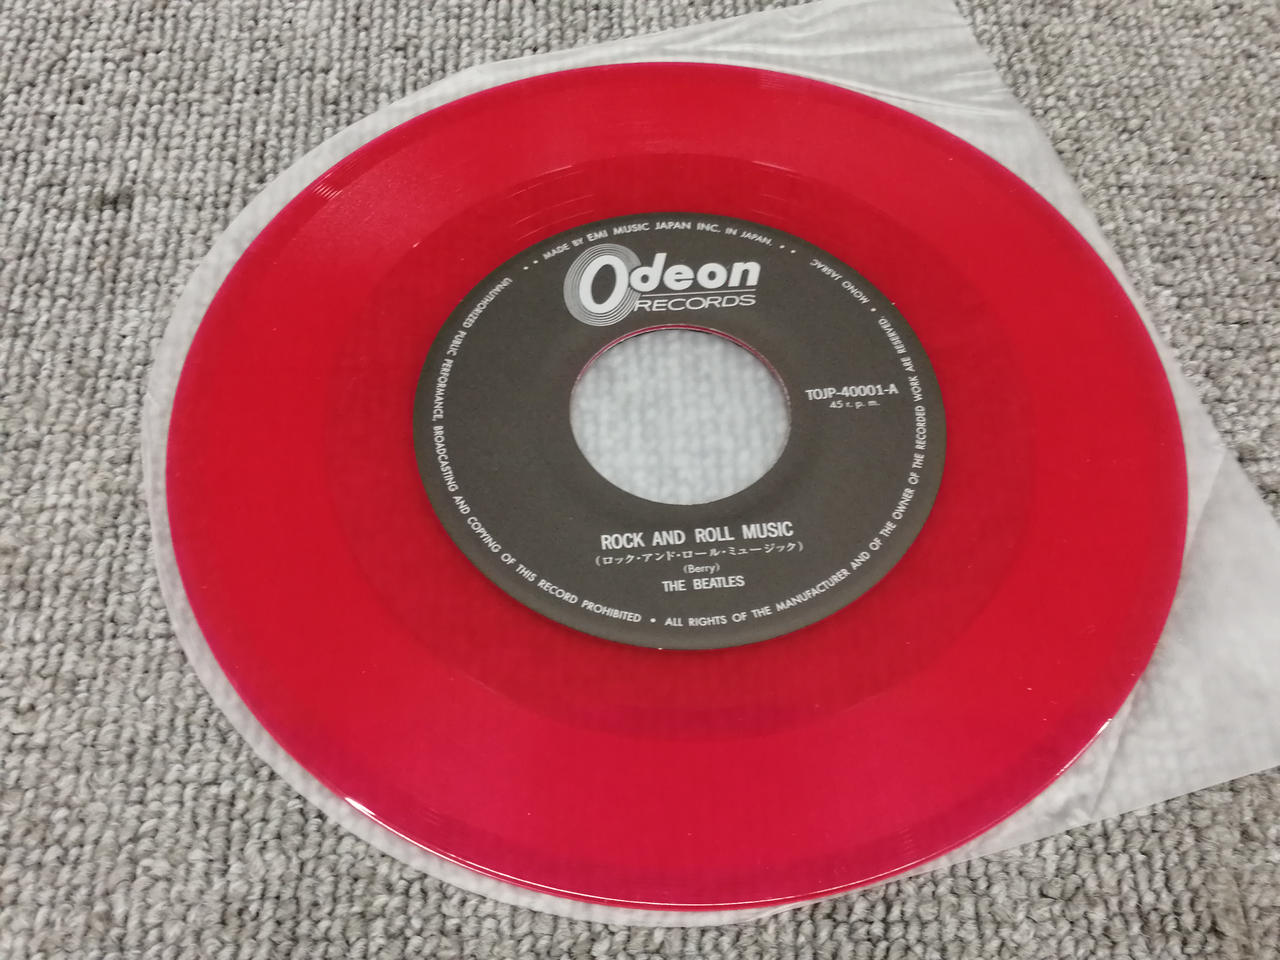 • • MADE BY EMI MUSIC JAPAN INC. IN JAPAN. • •
Odeon
RECORDS
MONO JASRAC
TOJP-40001-A
45 r. p. m.
ROCK AND ROLL MUSIC
(ロック・アンド・ロール・ミュージック)
(Berry)
THE BEATLES
UNAUTHORIZED PUBLIC PERFORMANCE, BROADCASTING AND COPYING OF THIS RECORD PROHIBITED • ALL RIGHTS OF THE MANUFACTURER AND OF THE OWNER OF THE RECORDED WORK ARE RESERVED. •